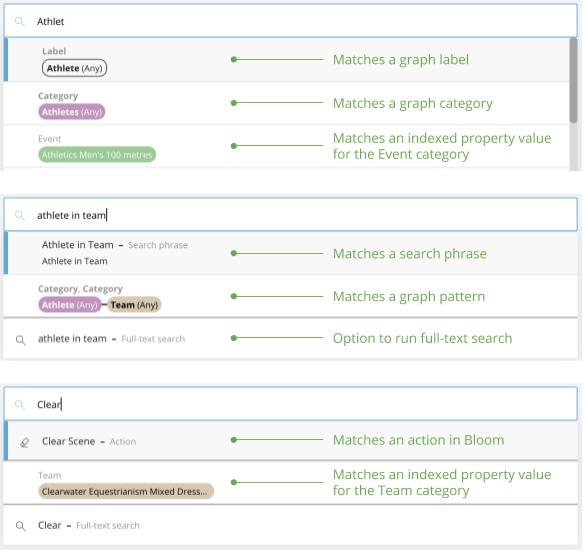 Athlet
Label
Athlete (Any)
Matches a graph label
Category
Athletes (Any)
Matches a graph category
Event
Athletics Men's 100 metres
Matches an indexed property value
for the Event category
athlete in team
Athlete in Team – Search phrase
Athlete in Team
Matches a search phrase
Category, Category
Athlete (Any) Team (Any)
Matches a graph pattern
athlete in team – Full-text search
Option to run full-text search
Clear
Clear Scene – Action
Matches an action in Bloom
Team
Clearwater Equestrianism Mixed Dress...
Matches an indexed property value
for the Team category
Clear – Full-text search